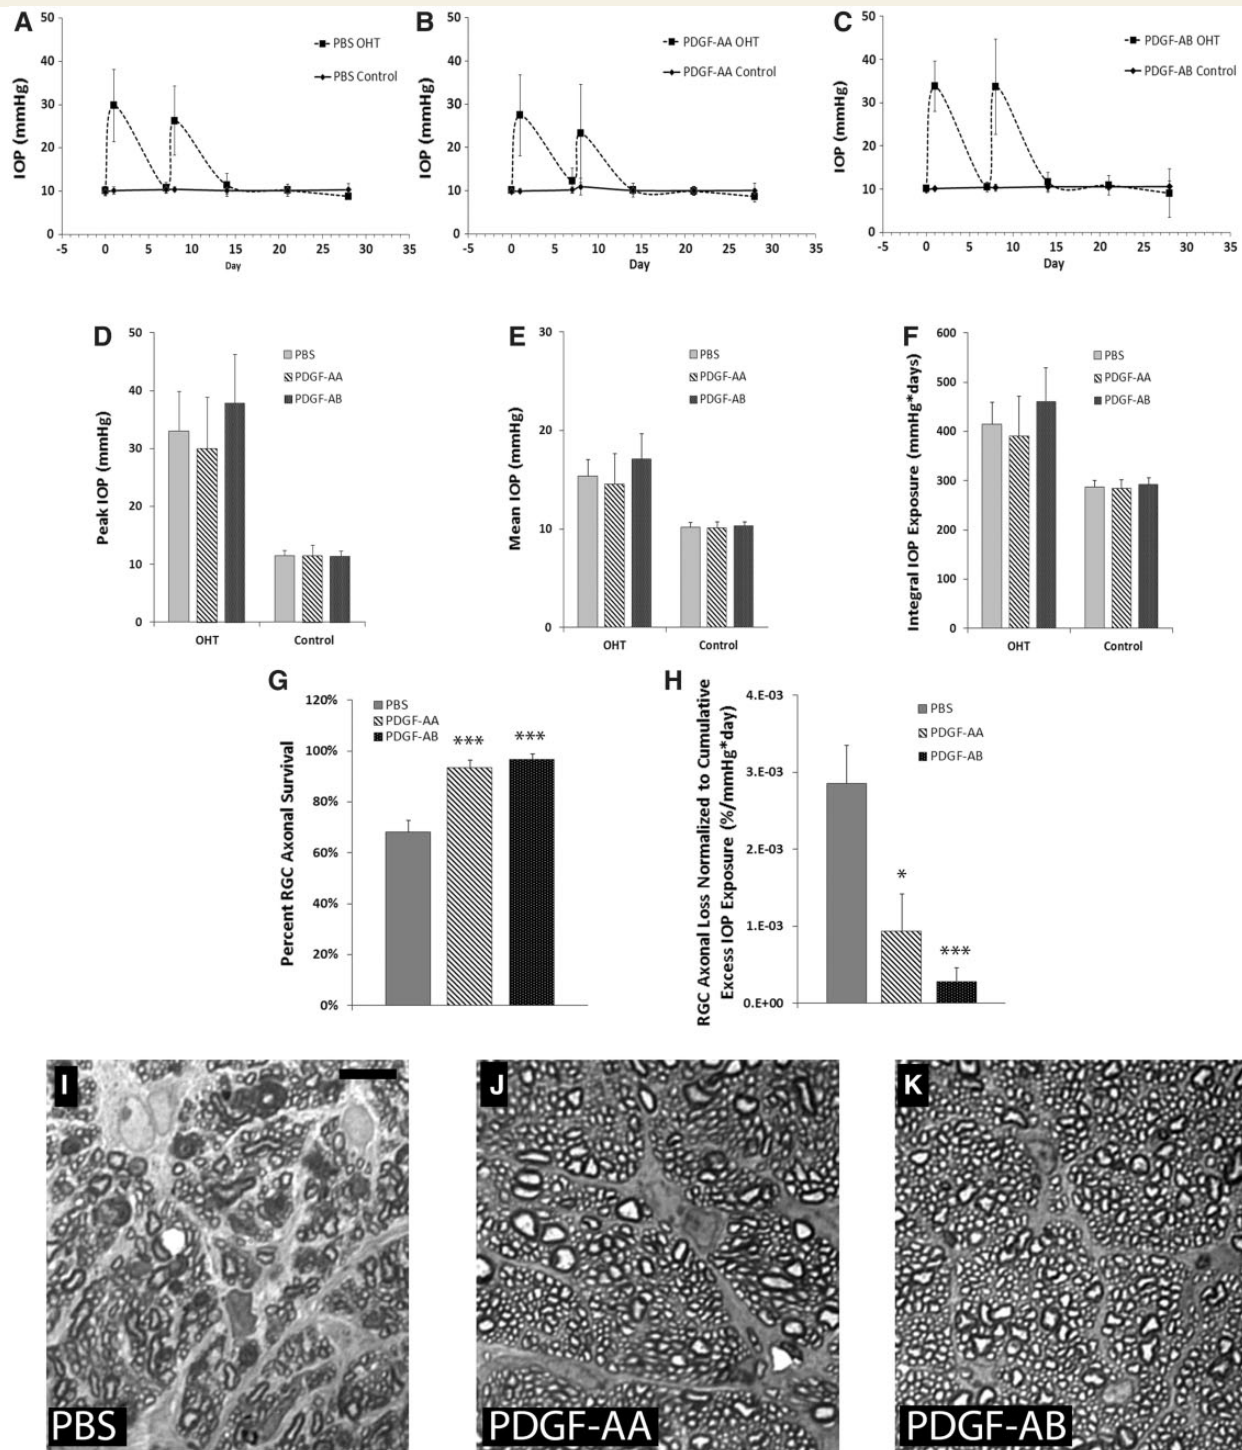 A
50
40
30
20
10
0
IOP (mmHg)
PBS OHT
PBS Control
-5 0 5 10 15 20 25 30 35
Day
B
50
40
30
20
10
0
IOP (mmHg)
PDGF-AA OHT
PDGF-AA Control
-5 0 5 10 15 20 25 30 35
Day
C
50
40
30
20
10
0
IOP (mmHg)
PDGF-AB OHT
PDGF-AB Control
-5 0 5 10 15 20 25 30 35
Day
D
50
40
30
20
10
0
Peak IOP (mmHg)
PBS
PDGF-AA
PDGF-AB
OHT Control
E
30
20
10
0
Mean IOP (mmHg)
PBS
PDGF-AA
PDGF-AB
OHT Control
F
600
500
400
300
200
100
0
Integral IOP Exposure (mmHg*days)
PBS
PDGF-AA
PDGF-AB
OHT Control
G
120%
100%
80%
60%
40%
20%
0%
Percent RGC Axonal Survival
PBS
PDGF-AA
PDGF-AB
*** ***
H
4.E-03
3.E-03
2.E-03
1.E-03
0.E+00
RGC Axonal Loss Normalized to Cumulative
Excess IOP Exposure (%/mmHg*day)
PBS
PDGF-AA
PDGF-AB
*
***
I
PBS
J
PDGF-AA
K
PDGF-AB